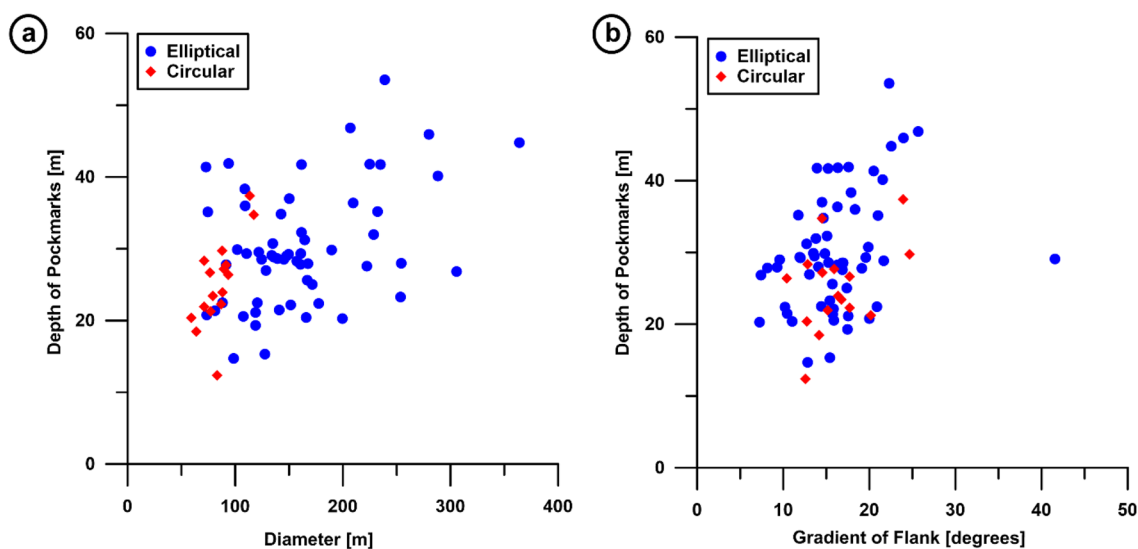 a
60
40
20
0
Depth of Pockmarks [m]
Elliptical
Circular
0
100
200
300
400
Diameter [m]
b
60
40
20
0
Depth of Pockmarks [m]
Elliptical
Circular
0
10
20
30
40
50
Gradient of Flank [degrees]